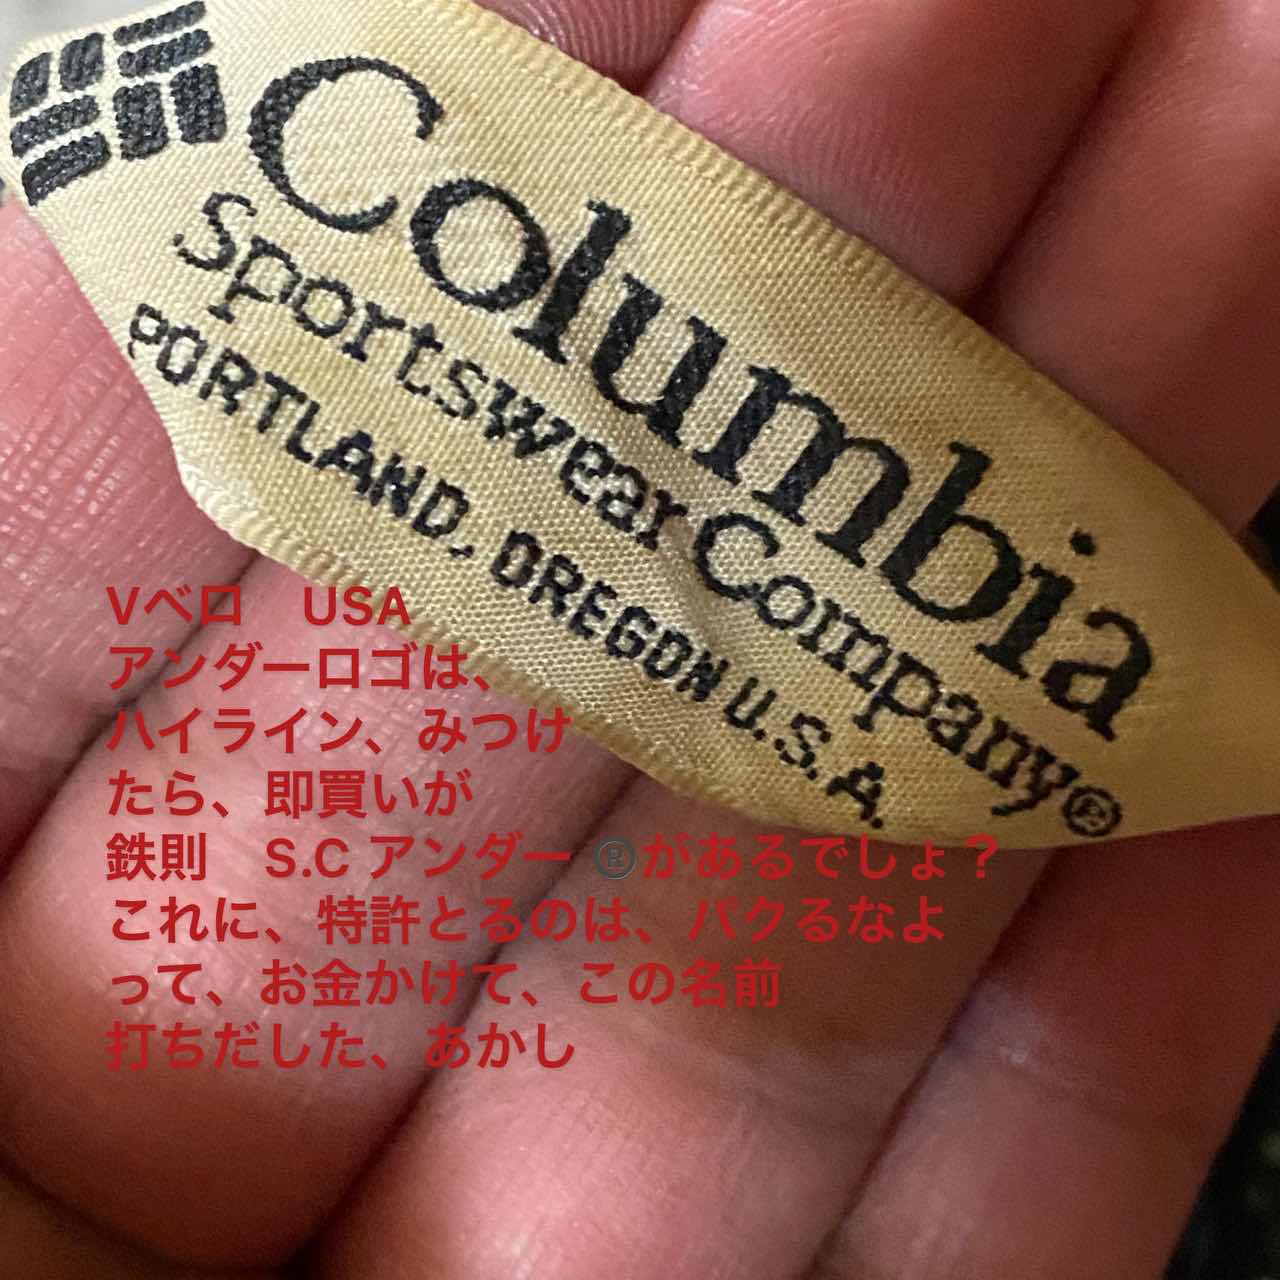 Columbia
Sportswear Company®
PORTLAND, OREGON U.S.A.
Vベロ　USA
アンダーロゴは、
ハイライン、みつけ
たら、即買いが
鉄則　S.C アンダー ®️があるでしょ？
これに、特許とるのは、パクるなよ
って、お金かけて、この名前
打ちだした、あかし